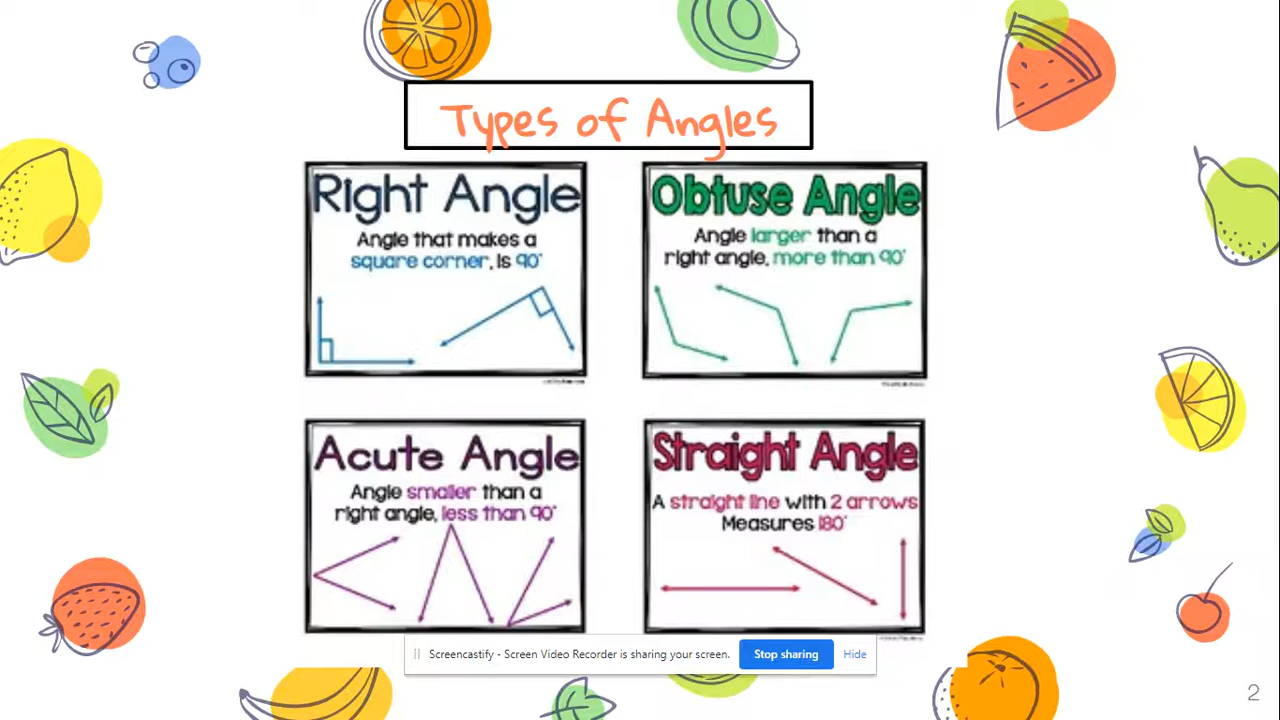 Types of Angles
Right Angle
Angle that makes a
square corner, is 90°
Obtuse Angle
Angle larger than a
right angle, more than 90°
Acute Angle
Angle smaller than a
right angle, less than 90°
Straight Angle
A straight line with 2 arrows
Measures 180°
Screencastify - Screen Video Recorder is sharing your screen.
Stop sharing
Hide
2